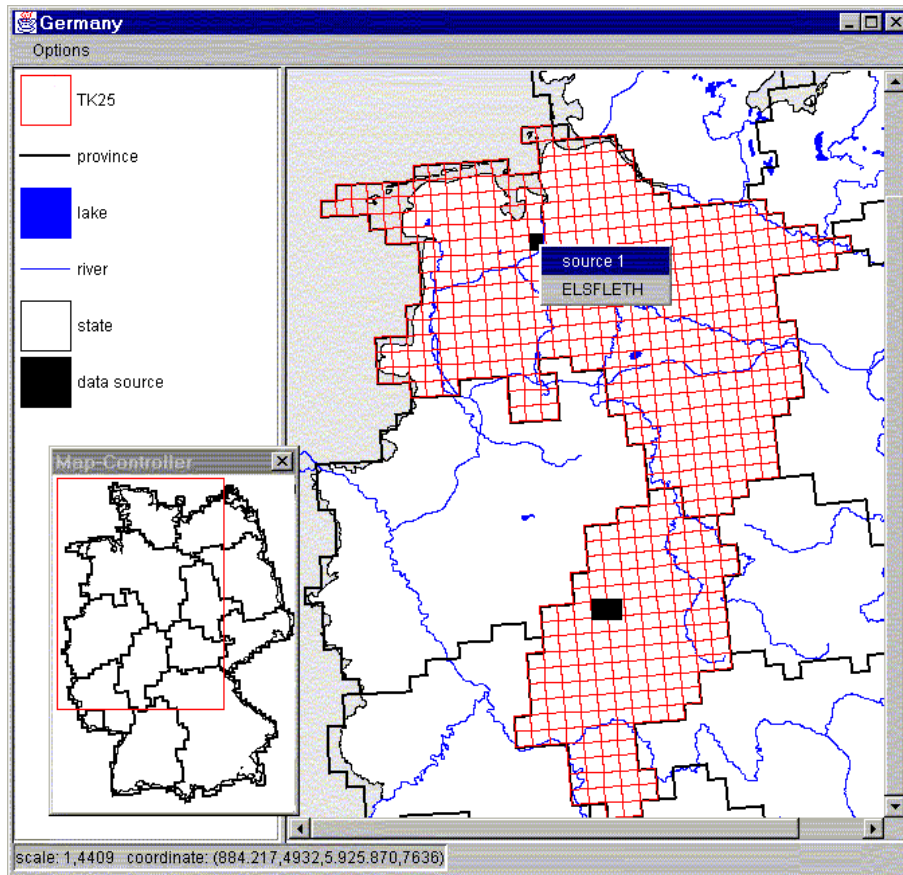 Germany
Options
TK25
province
lake
river
state
data source
source 1
ELSFLETH
Map-Controller
scale: 1,4409 coordinate: (884.217,4932,5.925.870,7636)